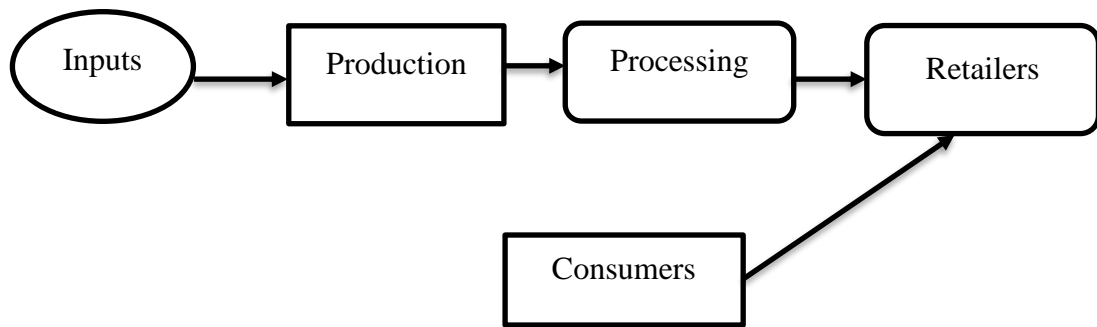 Inputs
Production
Processing
Retailers
Consumers